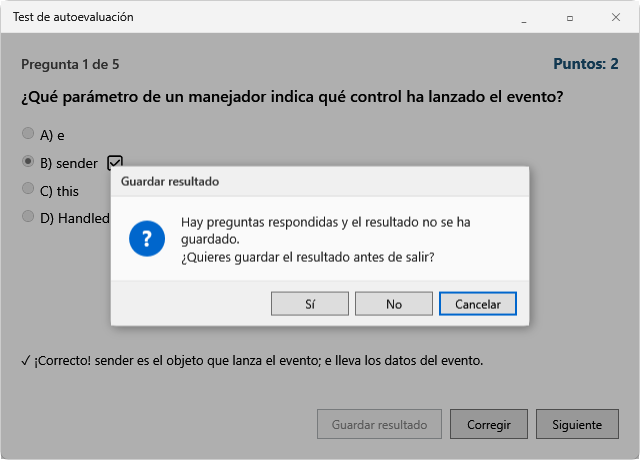 Test de autoevaluación
Pregunta 1 de 5
Puntos: 2
¿Qué parámetro de un manejador indica qué control ha lanzado el evento?
A) e
B) sender
C) this
D) Handled
Guardar resultado
?
Hay preguntas respondidas y el resultado no se ha
guardado.
¿Quieres guardar el resultado antes de salir?
Sí
No
Cancelar
✓ ¡Correcto! sender es el objeto que lanza el evento; e lleva los datos del evento.
Guardar resultado
Corregir
Siguiente